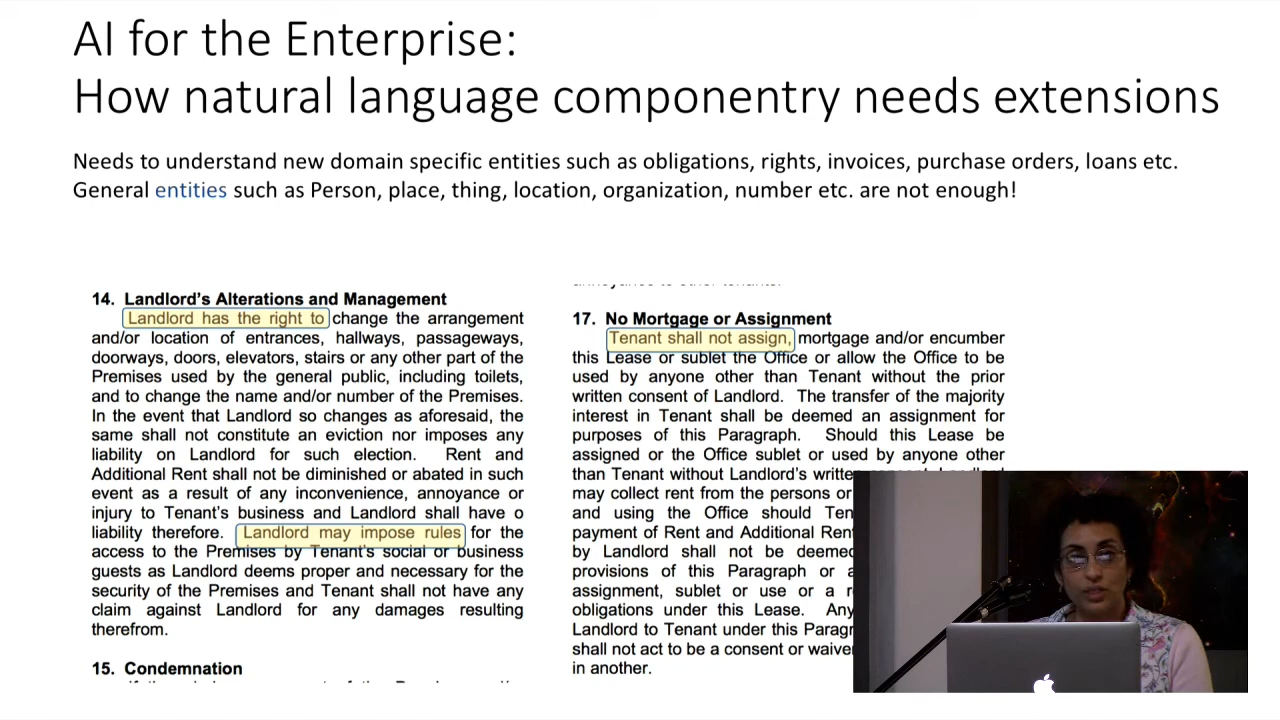 AI for the Enterprise:
How natural language componentry needs extensions
Needs to understand new domain specific entities such as obligations, rights, invoices, purchase orders, loans etc.
General entities such as Person, place, thing, location, organization, number etc. are not enough!
14. Landlord's Alterations and Management
Landlord has the right to change the arrangement
and/or location of entrances, hallways, passageways,
doorways, doors, elevators, stairs or any other part of the
Premises used by the general public, including toilets,
and to change the name and/or number of the Premises.
In the event that Landlord so changes as aforesaid, the
same shall not constitute an eviction nor imposes any
liability on Landlord for such election. Rent and
Additional Rent shall not be diminished or abated in such
event as a result of any inconvenience, annoyance or
injury to Tenant's business and Landlord shall have o
liability therefore. Landlord may impose rules for the
access to the Premises by Tenant's social or business
guests as Landlord deems proper and necessary for the
security of the Premises and Tenant shall not have any
claim against Landlord for any damages resulting
therefrom.
15. Condemnation
17. No Mortgage or Assignment
Tenant shall not assign, mortgage and/or encumber
this Lease or sublet the Office or allow the Office to be
used by anyone other than Tenant without the prior
written consent of Landlord. The transfer of the majority
interest in Tenant shall be deemed an assignment for
purposes of this Paragraph. Should this Lease be
assigned or the Office sublet or used by anyone other
than Tenant without Landlord's written
may collect rent from the persons or
and using the Office should Ten
payment of Rent and Additional Rent
by Landlord shall not be deemed
provisions of this Paragraph or a
assignment, sublet or use or a r
obligations under this Lease. Any
Landlord to Tenant under this Paragr
shall not act to be a consent or waive
in another.